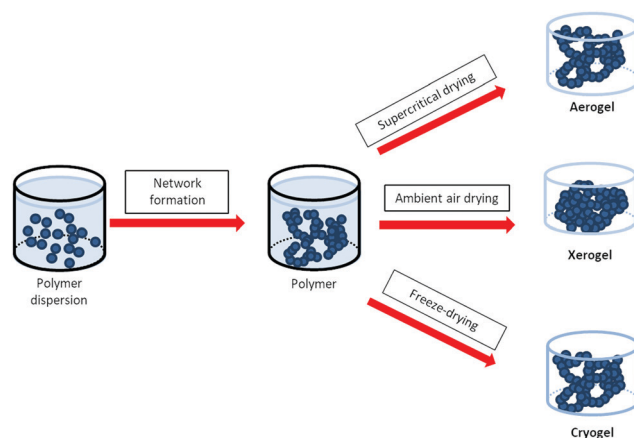 Polymer
dispersion
Network
formation
Polymer
Supercritical drying
Aerogel
Ambient air drying
Xerogel
Freeze-drying
Cryogel